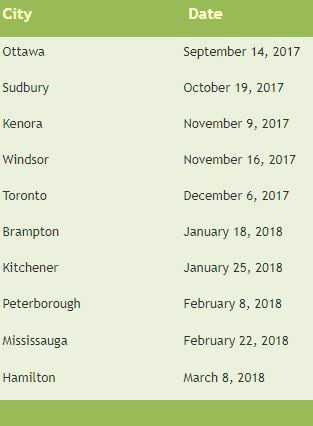 City Date
Ottawa September 14, 2017
Sudbury October 19, 2017
Kenora November 9, 2017
Windsor November 16, 2017
Toronto December 6, 2017
Brampton January 18, 2018
Kitchener January 25, 2018
Peterborough February 8, 2018
Mississauga February 22, 2018
Hamilton March 8, 2018